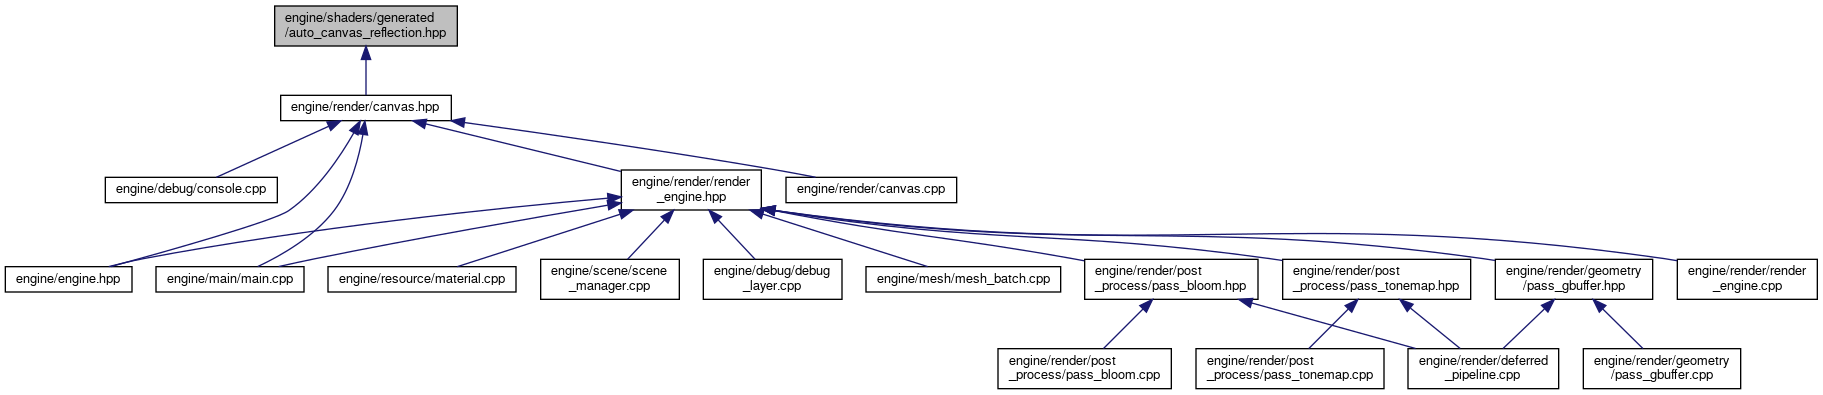 engine/shaders/generated
/auto_canvas_reflection.hpp
engine/render/canvas.hpp
engine/debug/console.cpp
engine/render/render
_engine.hpp
engine/render/canvas.cpp
engine/engine.hpp
engine/main/main.cpp
engine/resource/material.cpp
engine/scene/scene
_manager.cpp
engine/debug/debug
_layer.cpp
engine/mesh/mesh_batch.cpp
engine/render/post
_process/pass_bloom.hpp
engine/render/post
_process/pass_tonemap.hpp
engine/render/geometry
/pass_gbuffer.hpp
engine/render/render
_engine.cpp
engine/render/post
_process/pass_bloom.cpp
engine/render/post
_process/pass_tonemap.cpp
engine/render/deferred
_pipeline.cpp
engine/render/geometry
/pass_gbuffer.cpp